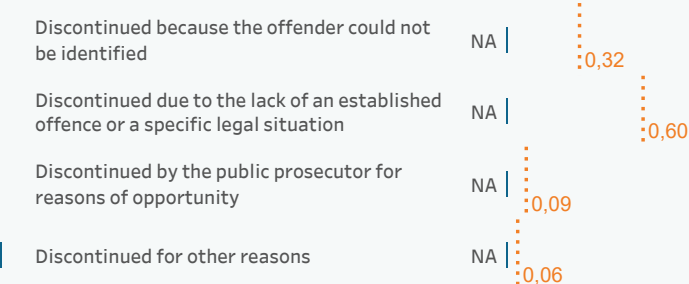 Discontinued because the offender could not
be identified
NA
0,32
Discontinued due to the lack of an established
offence or a specific legal situation
NA
0,60
Discontinued by the public prosecutor for
reasons of opportunity
NA
0,09
Discontinued for other reasons
NA
0,06